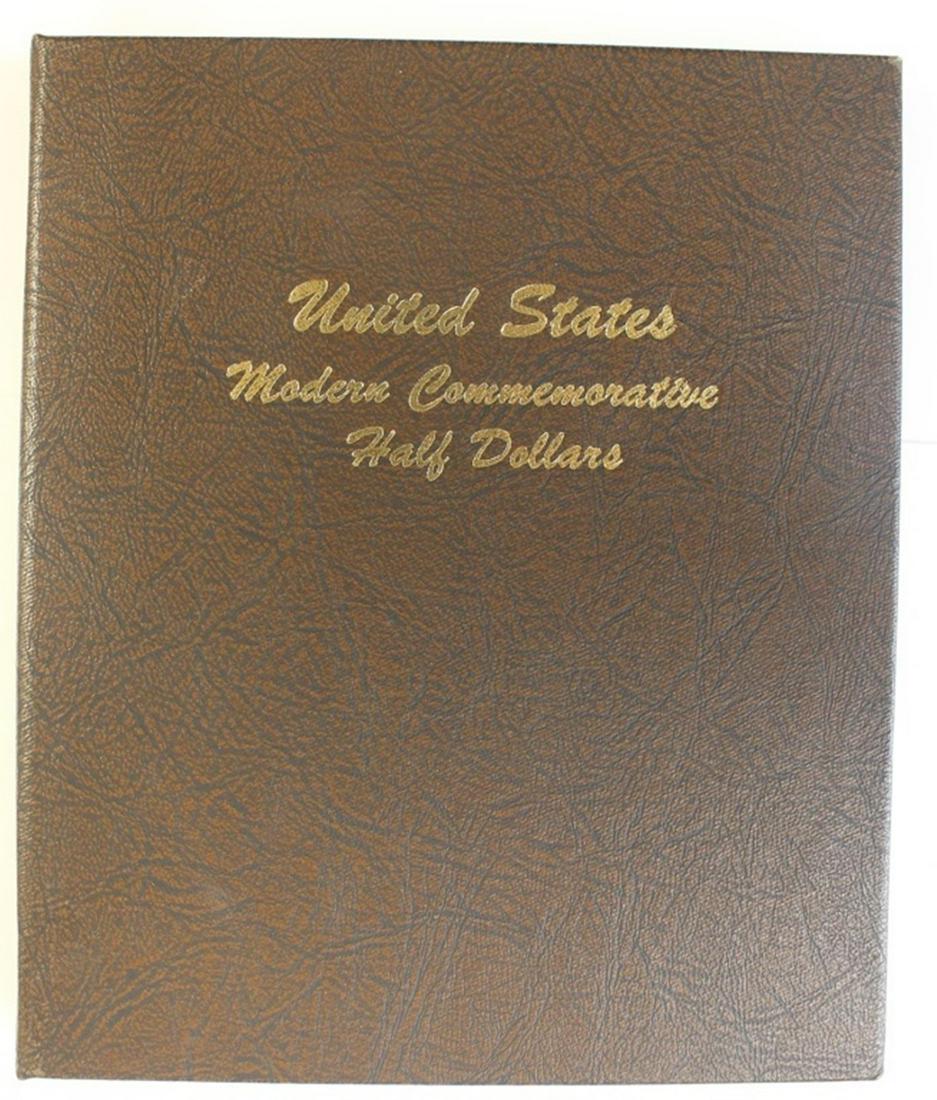 United States
Modern Commemorative
Half Dollars